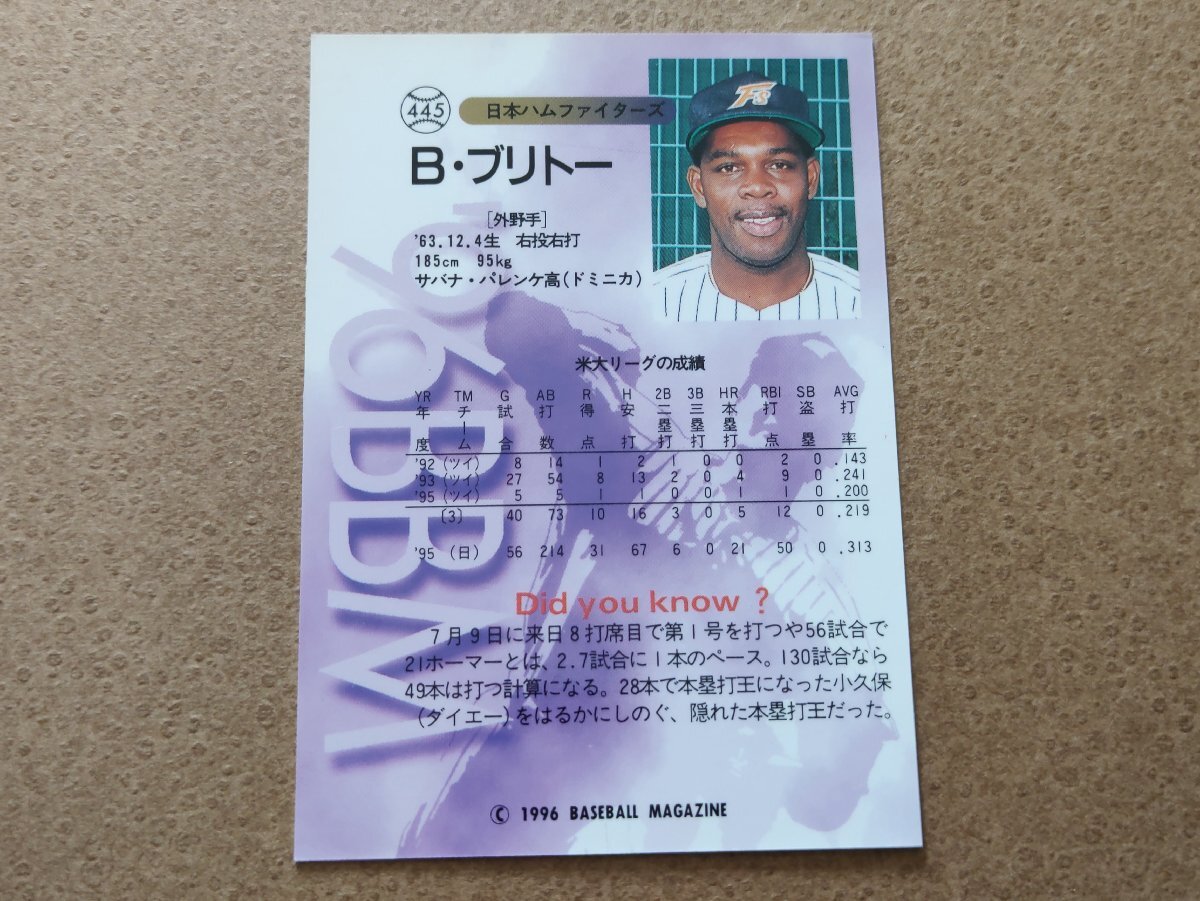 445 日本ハムファイターズ
F's
B・ブリトー
[外野手]
'63.12.4生 右投右打
185cm 95kg
サバナ・パレンケ高(ドミニカ)
'96BBM
米大リーグの成績
YR TM G AB R H 2B 3B HR RBI SB AVG
年度 チーム 試合 打数 得点 安打 二塁打 三塁打 本塁打 打点 盗塁 打率
'92 (ツイ) 8 14 1 2 1 0 0 2 0 .143
'93 (ツイ) 27 54 8 13 2 0 4 9 0 .241
'95 (ツイ) 5 5 1 1 0 0 1 1 0 .200
〔3〕 40 73 10 16 3 0 5 12 0 .219
'95 (日) 56 214 31 67 6 0 21 50 0 .313
Did you know ?
7月9日に来日8打席目で第1号を打つや56試合で
21ホーマーとは、2.7試合に1本のペース。130試合なら
49本は打つ計算になる。28本で本塁打王になった小久保
(ダイエー)をはるかにしのぐ、隠れた本塁打王だった。
© 1996 BASEBALL MAGAZINE